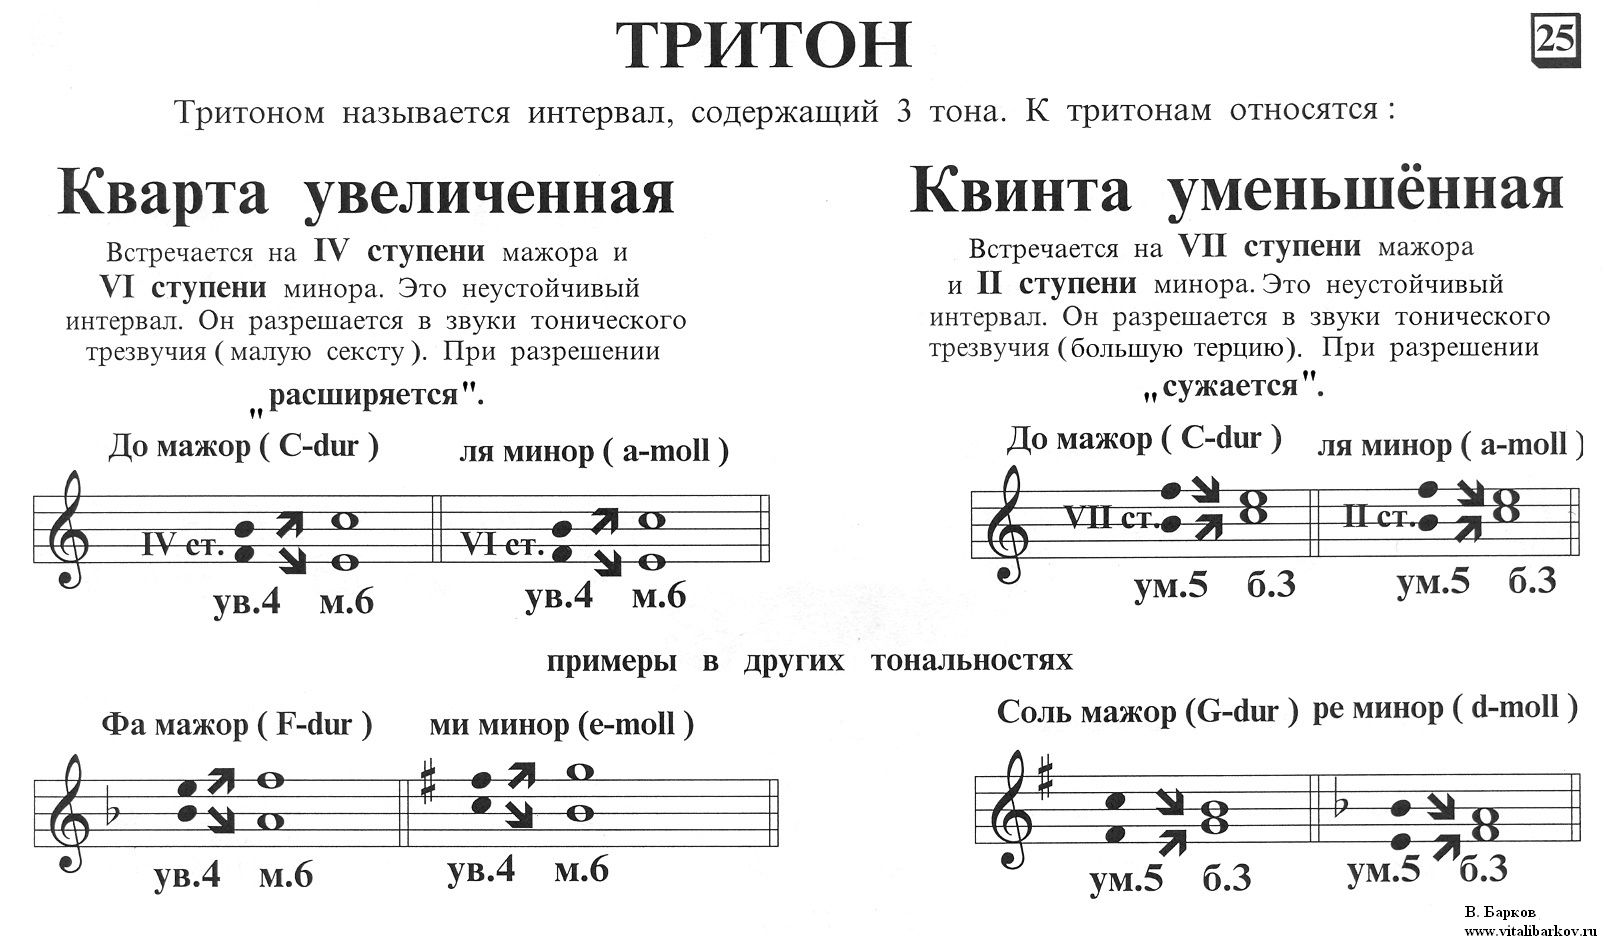 ТРИТОН
25
Тритоном называется интервал, содержащий 3 тона. К тритонам относятся :
Кварта увеличенная
Встречается на IV ступени мажора и
VI ступени минора. Это неустойчивый
интервал. Он разрешается в звуки тонического
трезвучия ( малую сексту ). При разрешении
„расширяется".
До мажор ( C-dur )
ля минор ( a-moll )
IV ст.
VI ст.
ув.4 м.6
ув.4 м.6
Квинта уменьшённая
Встречается на VII ступени мажора
и II ступени минора. Это неустойчивый
интервал. Он разрешается в звуки тонического
трезвучия ( большую терцию). При разрешении
„сужается".
До мажор ( C-dur )
ля минор ( a-moll )
VII ст.
II ст.
ум.5 б.3
ум.5 б.3
примеры в других тональностях
Фа мажор ( F-dur )
ми минор (e-moll )
ув.4 м.6
ув.4 м.6
Соль мажор (G-dur )
ре минор ( d-moll )
ум.5 б.3
ум.5 б.3
В. Барков
www.vitalibarkov.ru